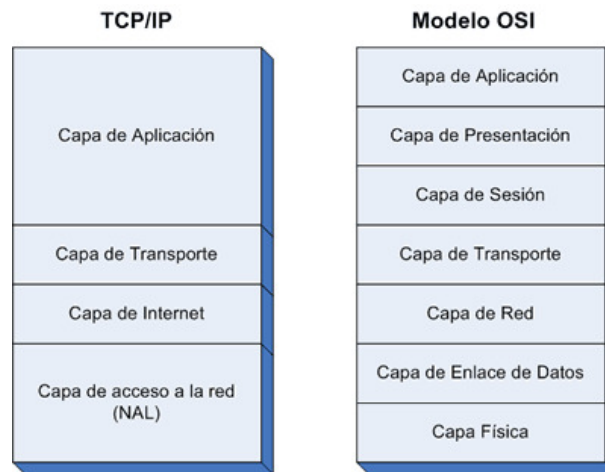 TCP/IP
Capa de Aplicación
Capa de Transporte
Capa de Internet
Capa de acceso a la red
(NAL)
Modelo OSI
Capa de Aplicación
Capa de Presentación
Capa de Sesión
Capa de Transporte
Capa de Red
Capa de Enlace de Datos
Capa Física